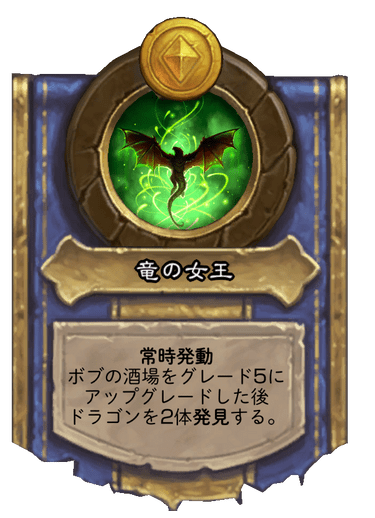 竜の女王
常時発動
ボブの酒場をグレード5に
アップグレードした後
ドラゴンを2体発見する。